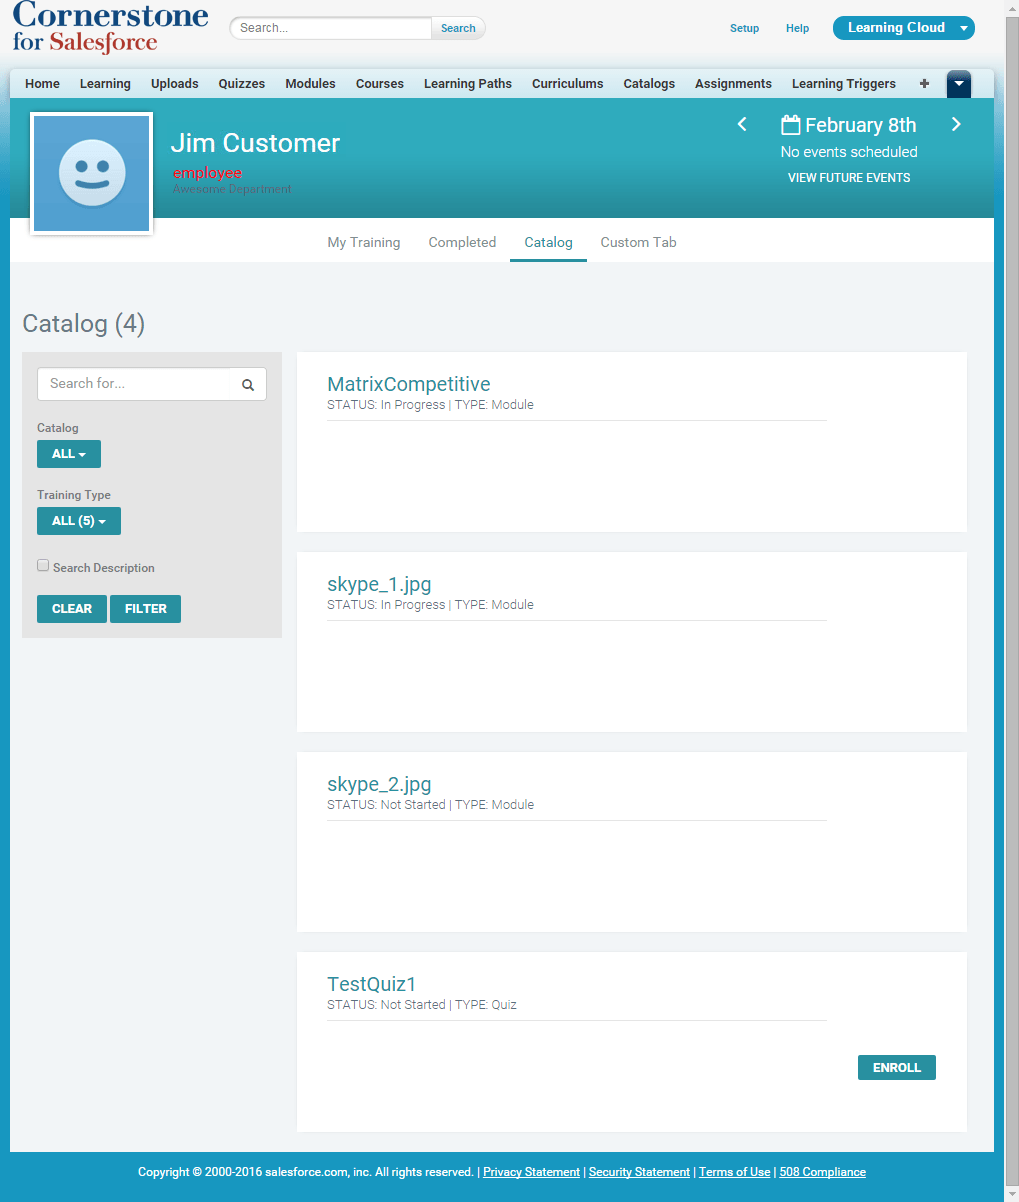 Cornerstone
for Salesforce
Search... Search Setup Help Learning Cloud
Home Learning Uploads Quizzes Modules Courses Learning Paths Curriculums Catalogs Assignments Learning Triggers +
Jim Customer
employee
Awesome Department
February 8th
No events scheduled
VIEW FUTURE EVENTS
My Training Completed Catalog Custom Tab
Catalog (4)
Search for...
Catalog
ALL
Training Type
ALL (5)
Search Description
CLEAR FILTER
MatrixCompetitive
STATUS: In Progress | TYPE: Module
skype_1.jpg
STATUS: In Progress | TYPE: Module
skype_2.jpg
STATUS: Not Started | TYPE: Module
TestQuiz1
STATUS: Not Started | TYPE: Quiz
ENROLL
Copyright © 2000-2016 salesforce.com, inc. All rights reserved. | Privacy Statement | Security Statement | Terms of Use | 508 Compliance